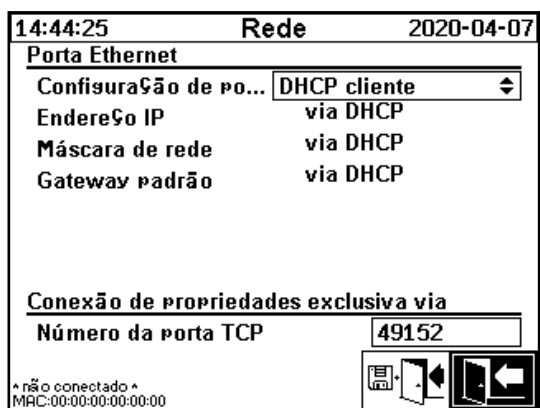 14:44:25 Rede 2020-04-07
Porta Ethernet
Configuração de po... DHCP cliente
Endereço IP via DHCP
Máscara de rede via DHCP
Gateway padrão via DHCP
Conexão de propriedades exclusiva via
Número da porta TCP 49152
^ não conectado ^
MAC:00:00:00:00:00:00